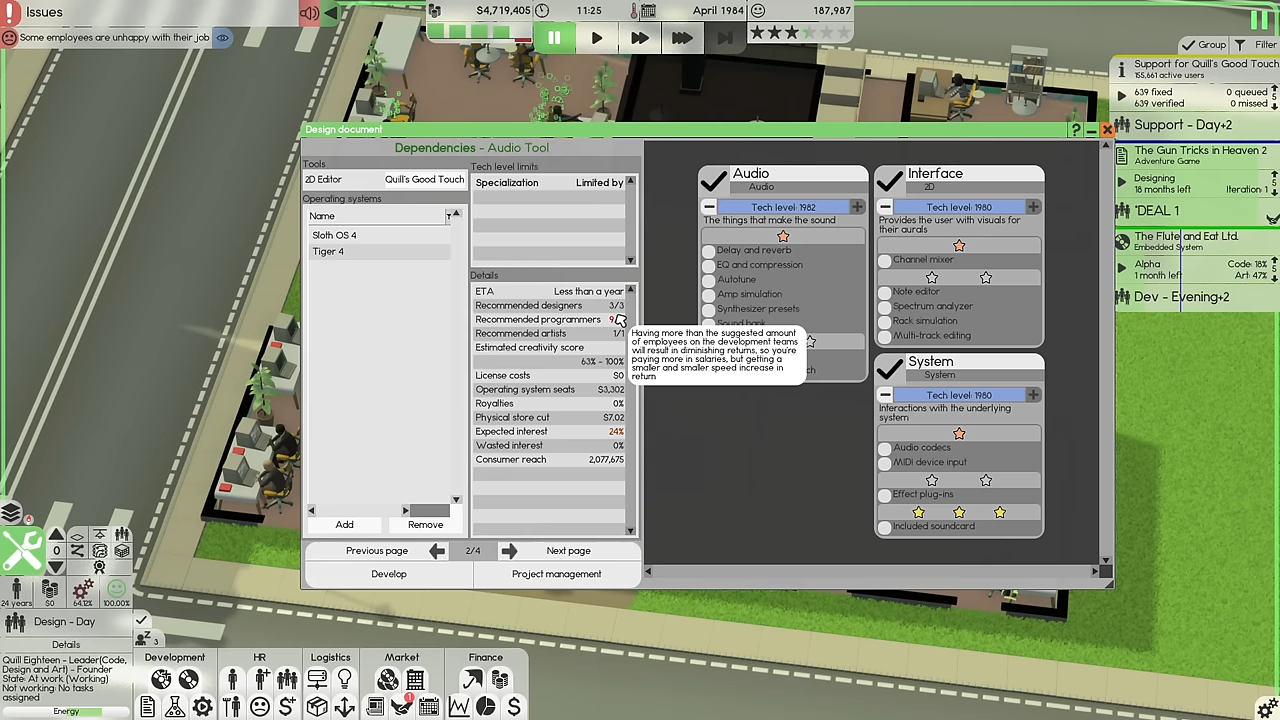 Issues
Some employees are unhappy with their job
$4,719,405
11:25
April 1984
187,987
Group
Filter
Support for Quill's Good Touch
155,661 active users
639 fixed 0 queued
639 verified 0 missed
Support - Day+2
The Gun Tricks in Heaven 2
Adventure Game
Designing
18 months left Iteration: 1
"DEAL 1
The Flute and Eat Ltd.
Embedded System
Alpha Code: 18%
1 month left Art: 47%
Dev - Evening+2
Design document
?
Dependencies - Audio Tool
Tools
2D Editor Quill's Good Touch
Operating systems
Name
Sloth OS 4
Tiger 4
Add Remove
Tech level limits
Specialization Limited by
Details
ETA Less than a year
Recommended designers 3/3
Recommended programmers 9
Recommended artists 1/1
Estimated creativity score
63% - 100%
License costs $0
Operating system seats $3,302
Royalties 0%
Physical store cut $7.02
Expected interest 24%
Wasted interest 0%
Consumer reach 2,077,675
Previous page 2/4 Next page
Develop Project management
Audio
Audio
Tech level: 1982
The things that make the sound
Delay and reverb
EQ and compression
Autotune
Amp simulation
Synthesizer presets
Sound bank
Having more than the suggested amount
of employees on the development teams
will result in diminishing returns, so you're
paying more in salaries, but getting a
smaller and smaller speed increase in
return
Interface
2D
Tech level: 1980
Provides the user with visuals for
their aurals
Channel mixer
Note editor
Spectrum analyzer
Rack simulation
Multi-track editing
System
System
Tech level: 1980
Interactions with the underlying
system
Audio codecs
MIDI device input
Effect plug-ins
Included soundcard
0
24 years $0 64.12% 100.00%
Design - Day
3
Details
Quill Eighteen - Leader(Code,
Design and Art) - Founder
State: At work (Working)
Not working: No tasks
assigned
Energy
Development HR Logistics Market Finance
1